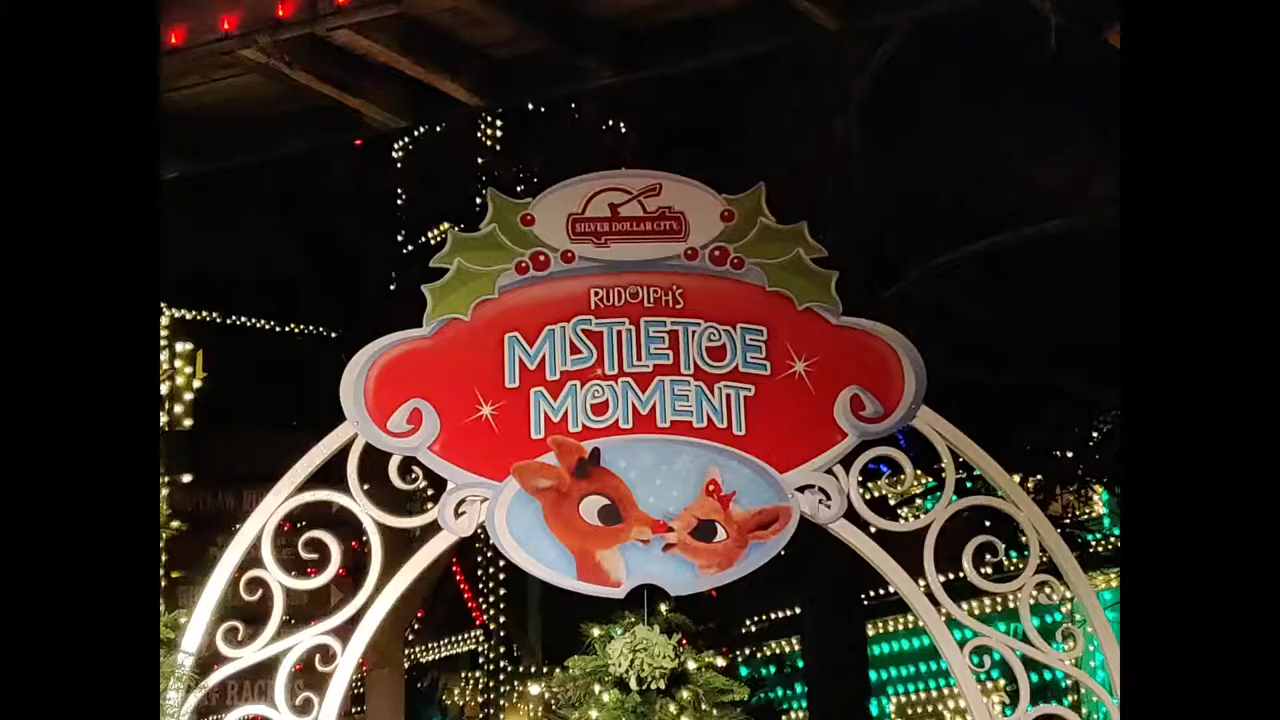 SILVER DOLLAR CITY
RUDOLPH'S
MISTLETOE
MOMENT